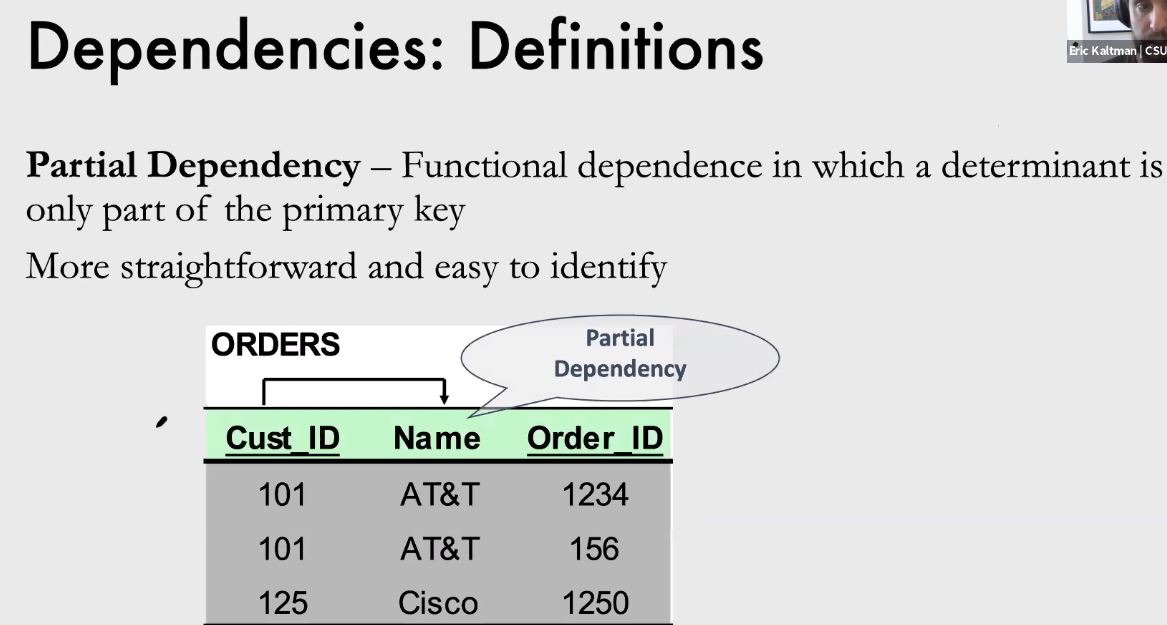 Dependencies: Definitions
Eric Kaltman | CSU
Partial Dependency – Functional dependence in which a determinant is
only part of the primary key
More straightforward and easy to identify
ORDERS
Partial
Dependency
Cust_ID Name Order_ID
101 AT&T 1234
101 AT&T 156
125 Cisco 1250